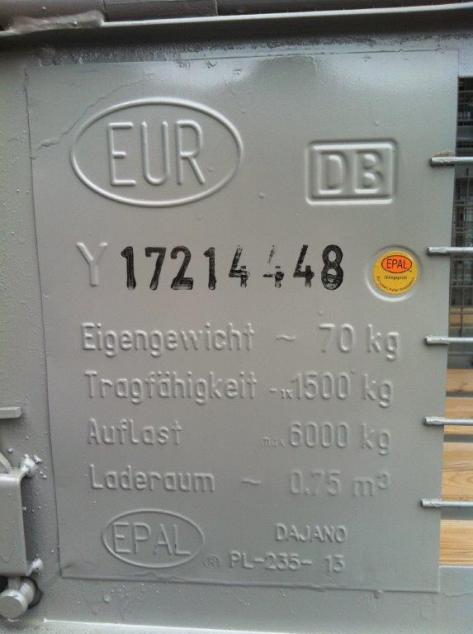 EUR DB
Y 17214448
EPAL
Eigengewicht ~ 70 kg
Tragfähigkeit 1500 kg
Auflast max 6000 kg
Laderaum ~ 0.75 m³
EPAL ® DAJANO
PL-235- 13